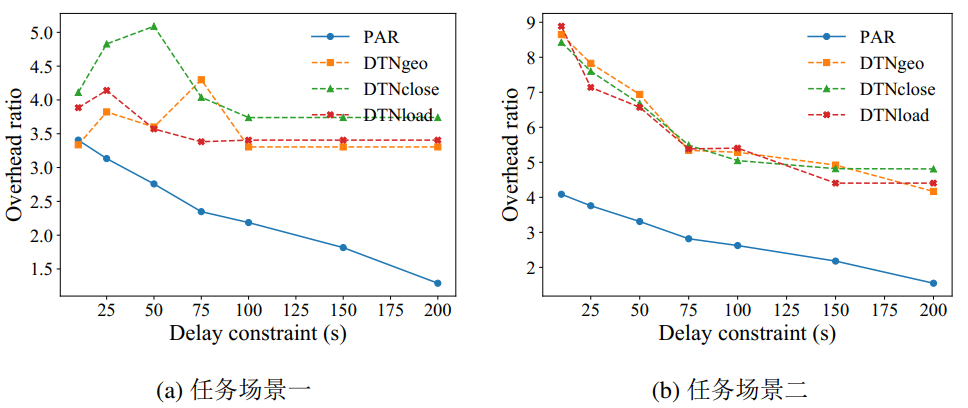 Overhead ratio
5.0
4.5
4.0
3.5
3.0
2.5
2.0
1.5
25 50 75 100 125 150 175 200
Delay constraint (s)
PAR
DTNgeo
DTNclose
DTNload
(a) 任务场景一
Overhead ratio
9
8
7
6
5
4
3
2
25 50 75 100 125 150 175 200
Delay constraint (s)
PAR
DTNgeo
DTNclose
DTNload
(b) 任务场景二